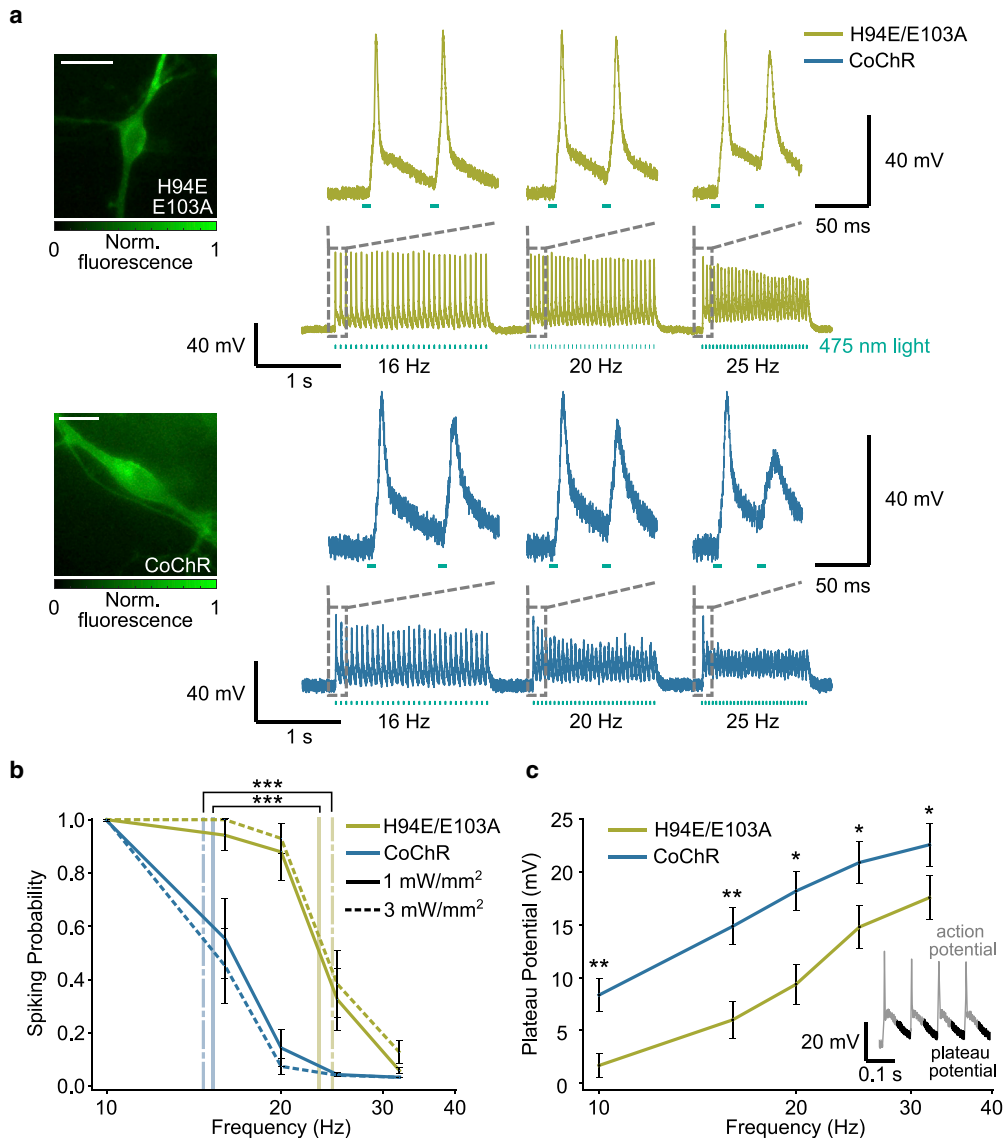 a
H94E
E103A
0 1
Norm.
fluorescence
H94E/E103A
CoChR
40 mV
50 ms
40 mV
1 s
16 Hz
20 Hz
25 Hz
475 nm light
CoChR
0 1
Norm.
fluorescence
40 mV
50 ms
40 mV
1 s
16 Hz
20 Hz
25 Hz
b
***
***
H94E/E103A
CoChR
1 mW/mm²
3 mW/mm²
Spiking Probability
1.0
0.8
0.6
0.4
0.2
0.0
10 20 30 40
Frequency (Hz)
c
H94E/E103A
CoChR
Plateau Potential (mV)
25
20
15
10
5
0
**
**
*
*
*
action
potential
20 mV
0.1 s
plateau
potential
10 20 30 40
Frequency (Hz)